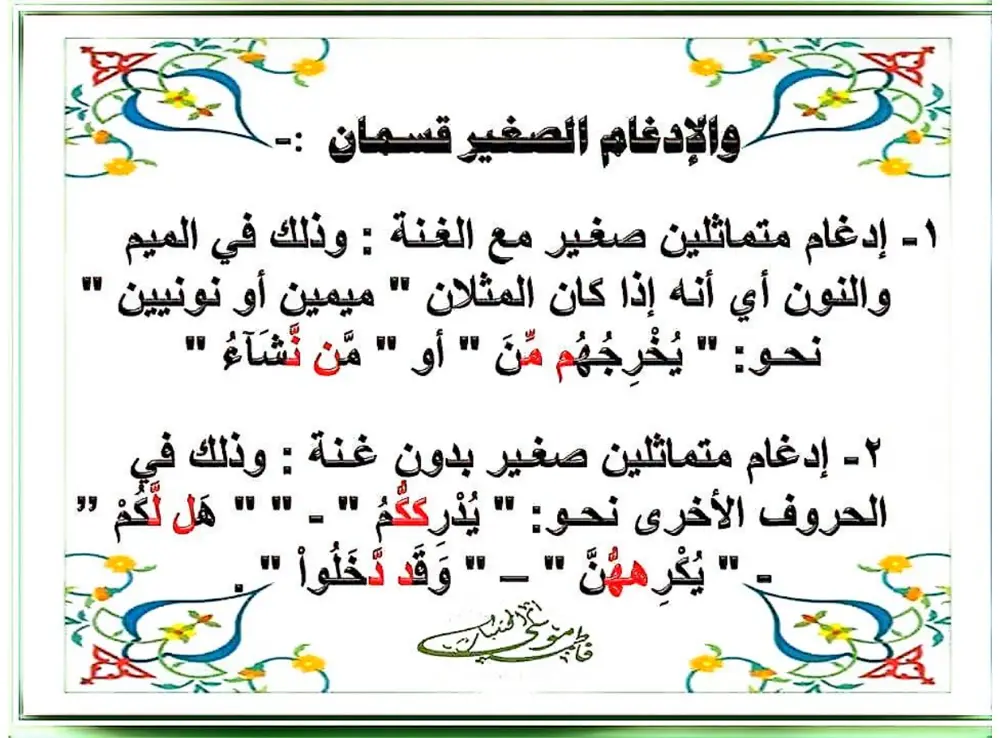 والإدغام الصغير قسمان :-
١- إدغام متماثلين صغير مع الغنة : وذلك في الميم
والنون أي أنه إذا كان المثلان " ميمين أو نونيين "
نحو: " يُخْرِجُهُم مِّنَ " أو " مَّن نَّشَآءُ "
٢- إدغام متماثلين صغير بدون غنة : وذلك في
الحروف الأخرى نحو: " يُدْرِككُّمُ " - " " هَل لَّكُمْ ”
- " يُكْرِههُّنَّ " – " وَقَد دَّخَلُواْ " .